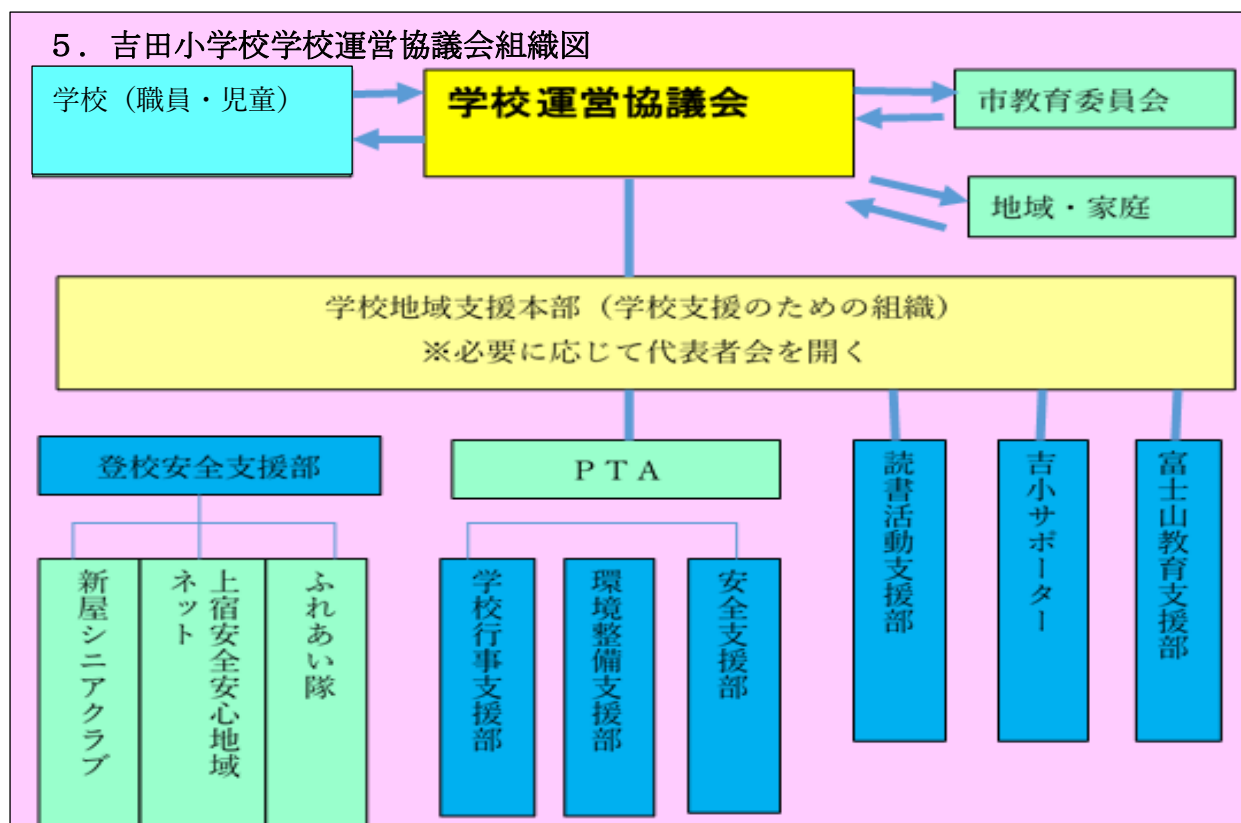 ５．吉田小学校学校運営協議会組織図
学校（職員・児童）
学校運営協議会
市教育委員会
地域・家庭
学校地域支援本部（学校支援のための組織）
※必要に応じて代表者会を開く
登校安全支援部
ＰＴＡ
読書活動支援部
吉小サポーター
富士山教育支援部
新屋シニアクラブ
上宿安全安心地域
ネット
ふれあい隊
学校行事支援部
環境整備支援部
安全支援部